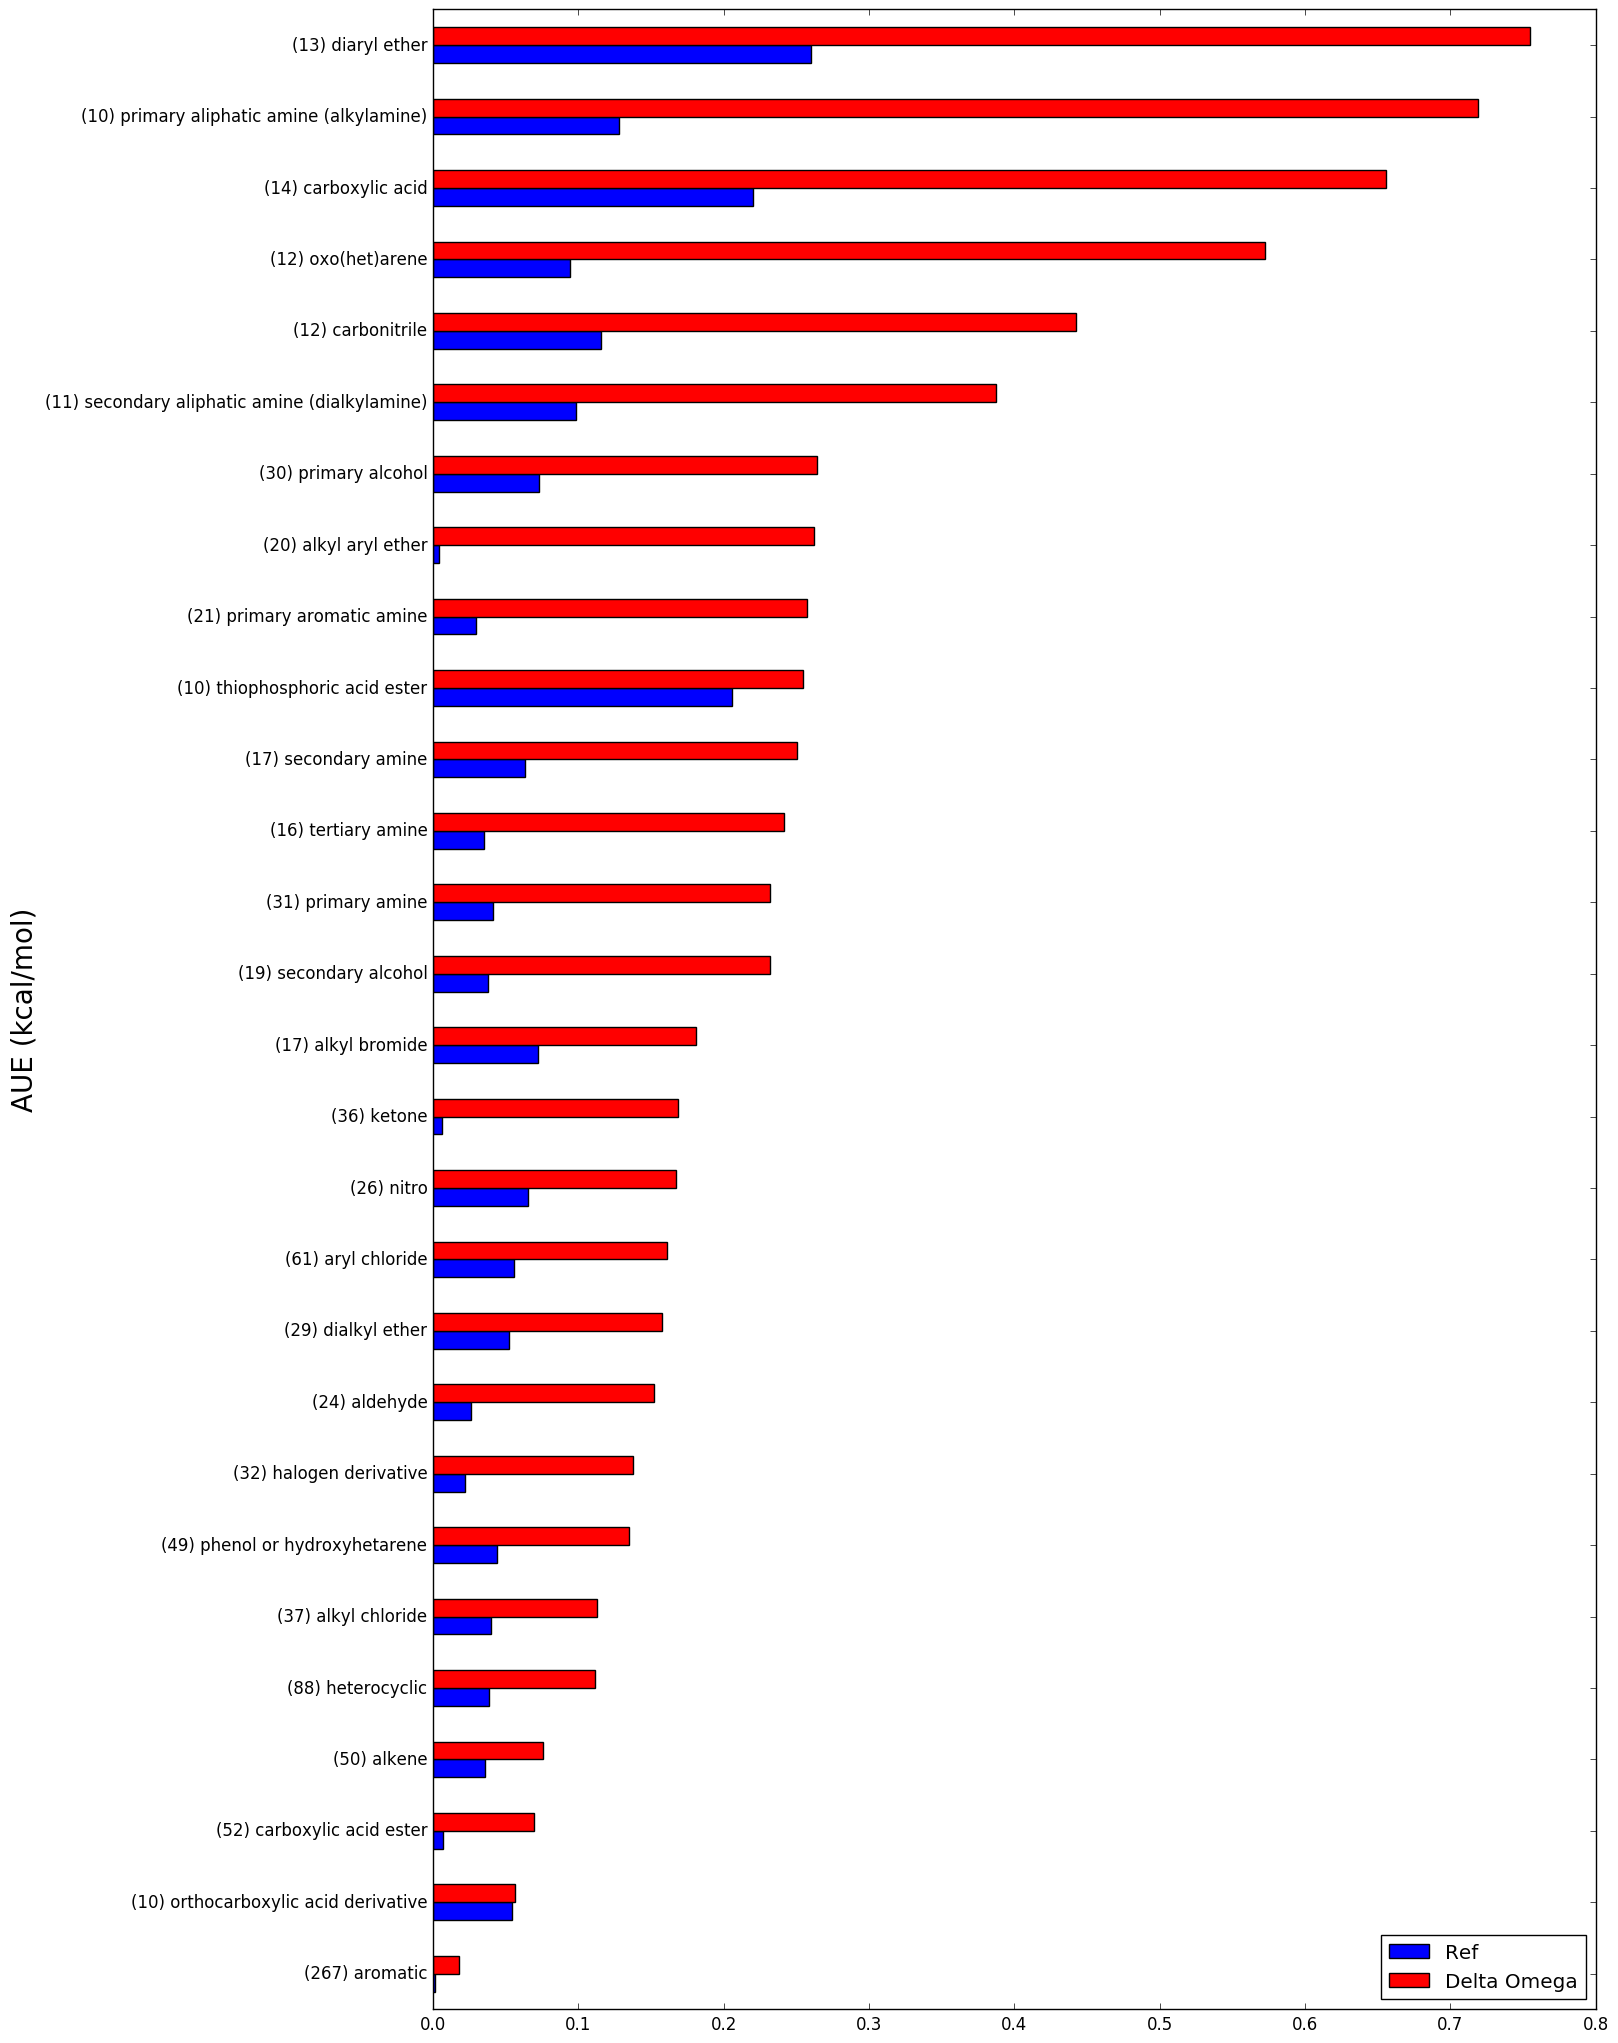 (13) diaryl ether
(10) primary aliphatic amine (alkylamine)
(14) carboxylic acid
(12) oxo(het)arene
(12) carbonitrile
(11) secondary aliphatic amine (dialkylamine)
(30) primary alcohol
(20) alkyl aryl ether
(21) primary aromatic amine
(10) thiophosphoric acid ester
(17) secondary amine
(16) tertiary amine
(31) primary amine
(19) secondary alcohol
(17) alkyl bromide
(36) ketone
(26) nitro
(61) aryl chloride
(29) dialkyl ether
(24) aldehyde
(32) halogen derivative
(49) phenol or hydroxyhetarene
(37) alkyl chloride
(88) heterocyclic
(50) alkene
(52) carboxylic acid ester
(10) orthocarboxylic acid derivative
(267) aromatic
AUE (kcal/mol)
Ref
Delta Omega
0.0 0.1 0.2 0.3 0.4 0.5 0.6 0.7 0.8